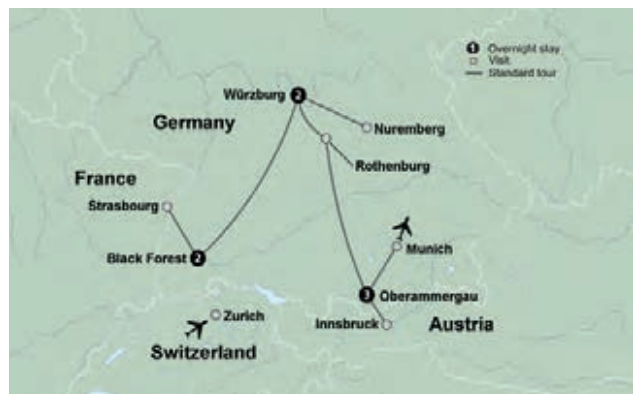 1 Overnight stay
Visit
Standard tour
Würzburg 2
Germany
Nuremberg
Rothenburg
France
Strasbourg
Black Forest 2
Munich
3 Oberammergau
Zurich
Innsbruck
Austria
Switzerland